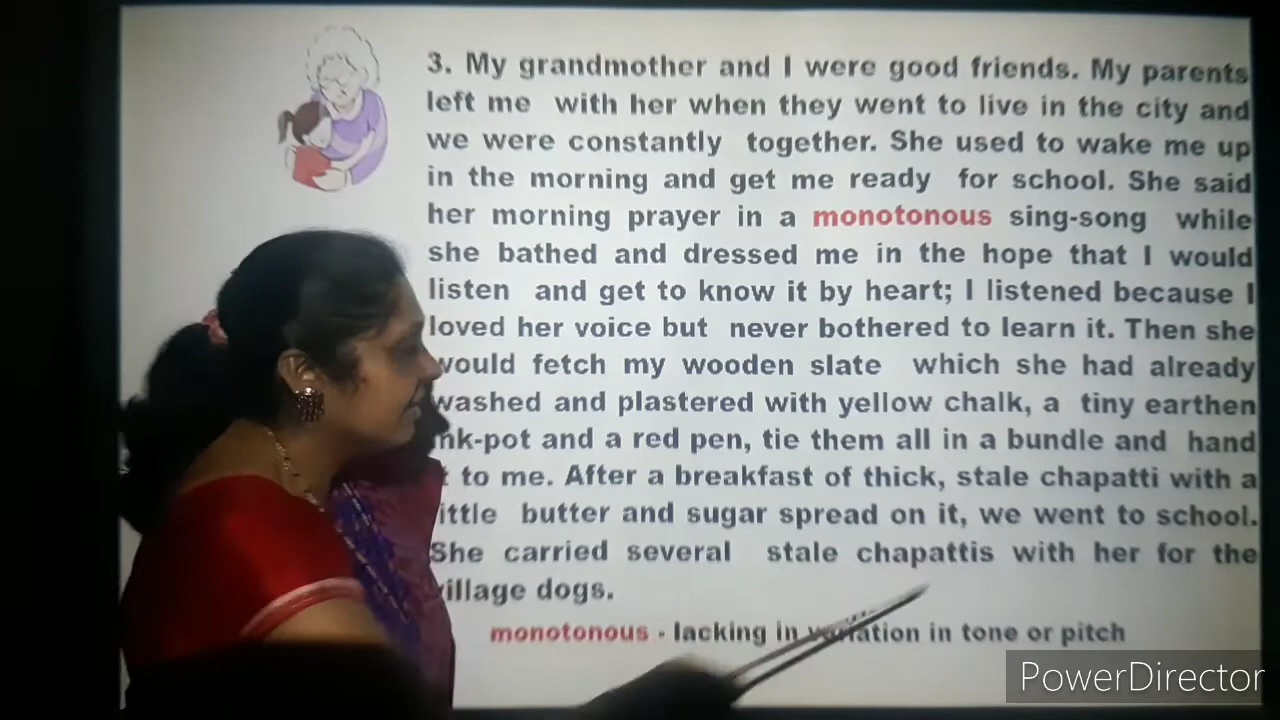 3. My grandmother and I were good friends. My parents
left me with her when they went to live in the city and
we were constantly together. She used to wake me up
in the morning and get me ready for school. She said
her morning prayer in a monotonous sing-song while
she bathed and dressed me in the hope that I would
listen and get to know it by heart; I listened because I
loved her voice but never bothered to learn it. Then she
would fetch my wooden slate which she had already
washed and plastered with yellow chalk, a tiny earthen
ink-pot and a red pen, tie them all in a bundle and hand
to me. After a breakfast of thick, stale chapatti with a
little butter and sugar spread on it, we went to school.
She carried several stale chapattis with her for the
village dogs.
monotonous - lacking in variation in tone or pitch
PowerDirector